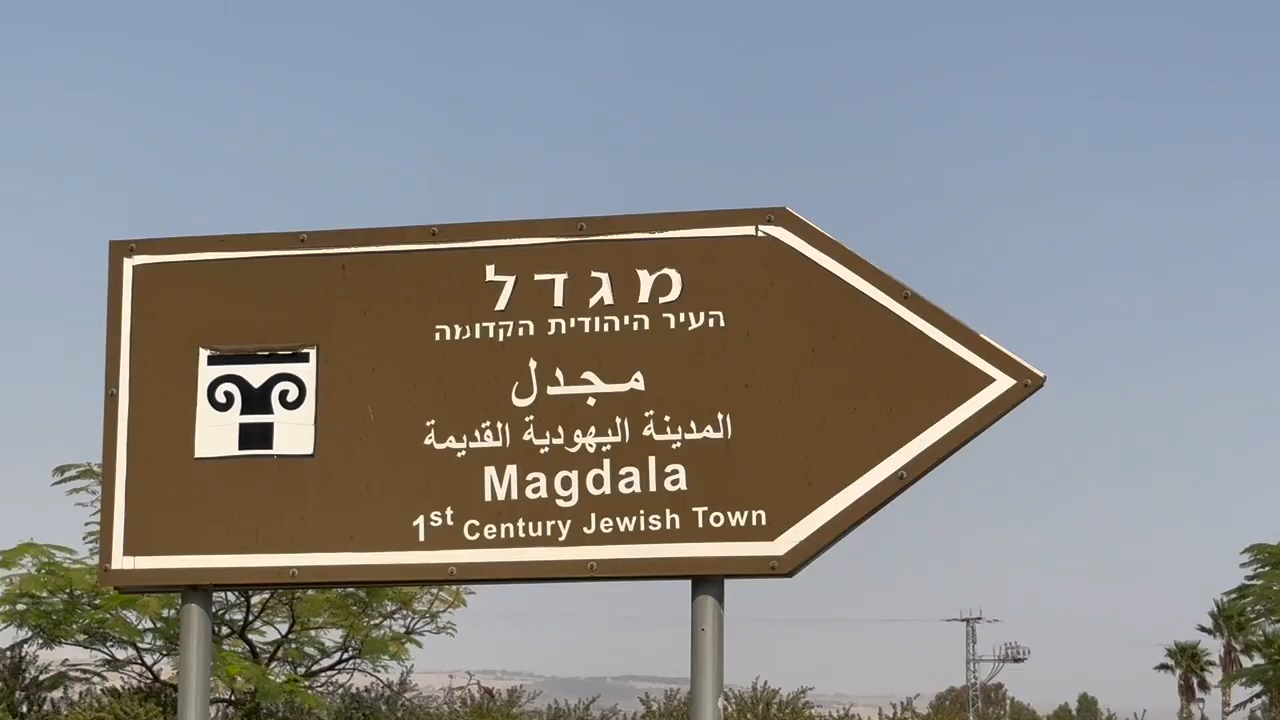 מגדל
העיר היהודית הקדומה
مجدل
المدينة اليهودية القديمة
Magdala
1st Century Jewish Town